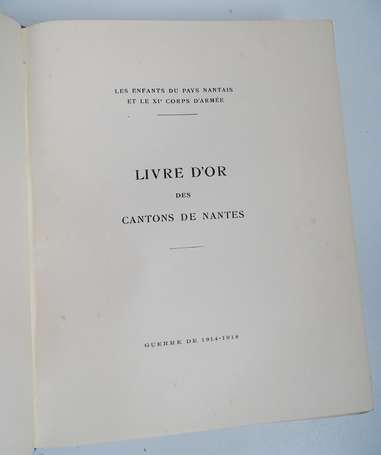 LES ENFANTS DU PAYS NANTAIS
ET LE XIe CORPS D'ARMÉE
LIVRE D'OR
DES
CANTONS DE NANTES
GUERRE DE 1914-1918